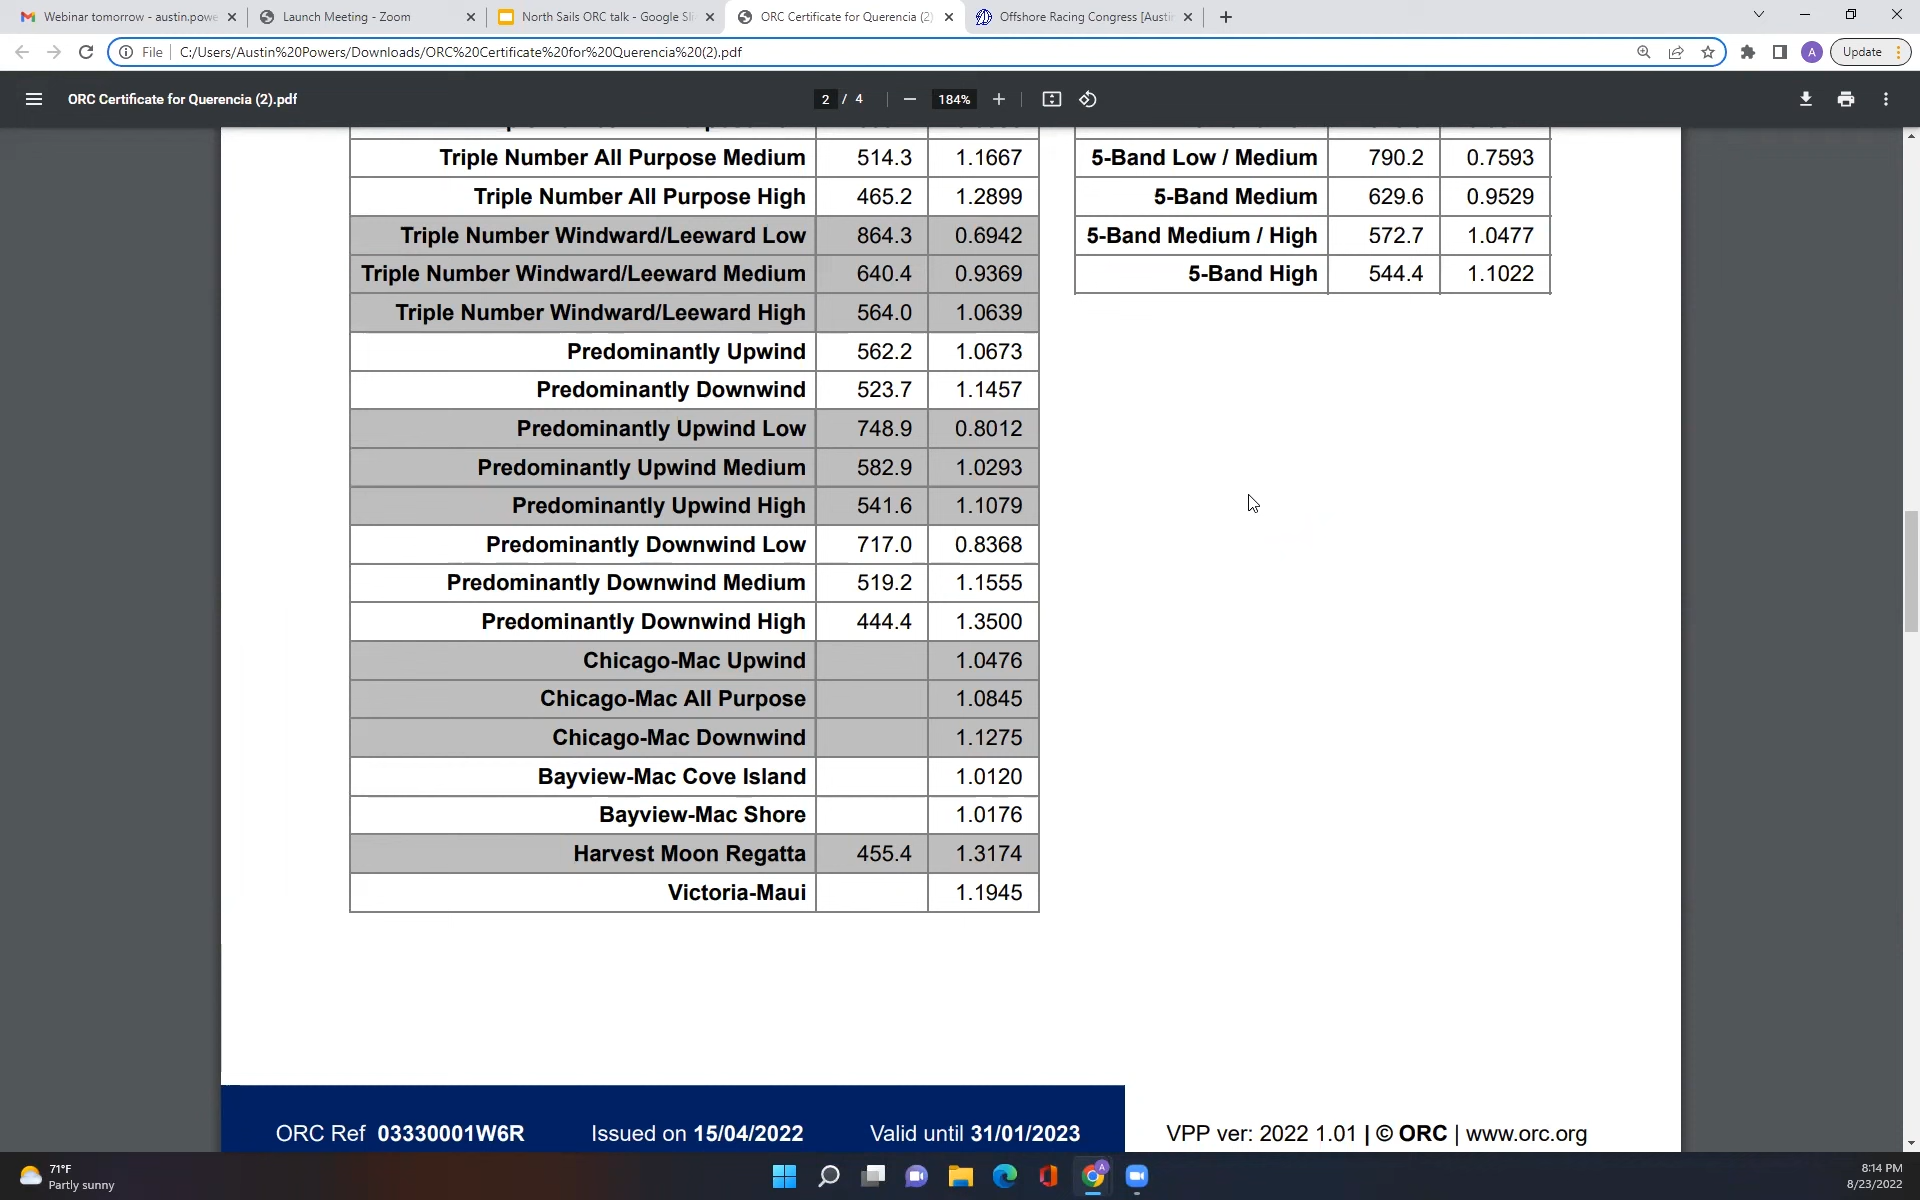 Webinar tomorrow - austin.powe
Launch Meeting - Zoom
North Sails ORC talk - Google Sli
ORC Certificate for Querencia (2)
Offshore Racing Congress [Austi
File
C:/Users/Austin%20Powers/Downloads/ORC%20Certificate%20for%20Querencia%20(2).pdf
A
Update
ORC Certificate for Querencia (2).pdf
2 / 4
184%
Triple Number All Purpose Medium 514.3 1.1667
Triple Number All Purpose High 465.2 1.2899
Triple Number Windward/Leeward Low 864.3 0.6942
Triple Number Windward/Leeward Medium 640.4 0.9369
Triple Number Windward/Leeward High 564.0 1.0639
Predominantly Upwind 562.2 1.0673
Predominantly Downwind 523.7 1.1457
Predominantly Upwind Low 748.9 0.8012
Predominantly Upwind Medium 582.9 1.0293
Predominantly Upwind High 541.6 1.1079
Predominantly Downwind Low 717.0 0.8368
Predominantly Downwind Medium 519.2 1.1555
Predominantly Downwind High 444.4 1.3500
Chicago-Mac Upwind 1.0476
Chicago-Mac All Purpose 1.0845
Chicago-Mac Downwind 1.1275
Bayview-Mac Cove Island 1.0120
Bayview-Mac Shore 1.0176
Harvest Moon Regatta 455.4 1.3174
Victoria-Maui 1.1945
5-Band Low / Medium 790.2 0.7593
5-Band Medium 629.6 0.9529
5-Band Medium / High 572.7 1.0477
5-Band High 544.4 1.1022
ORC Ref 03330001W6R Issued on 15/04/2022 Valid until 31/01/2023
VPP ver: 2022 1.01 | © ORC | www.orc.org
71°F
Partly sunny
A
8:14 PM
8/23/2022